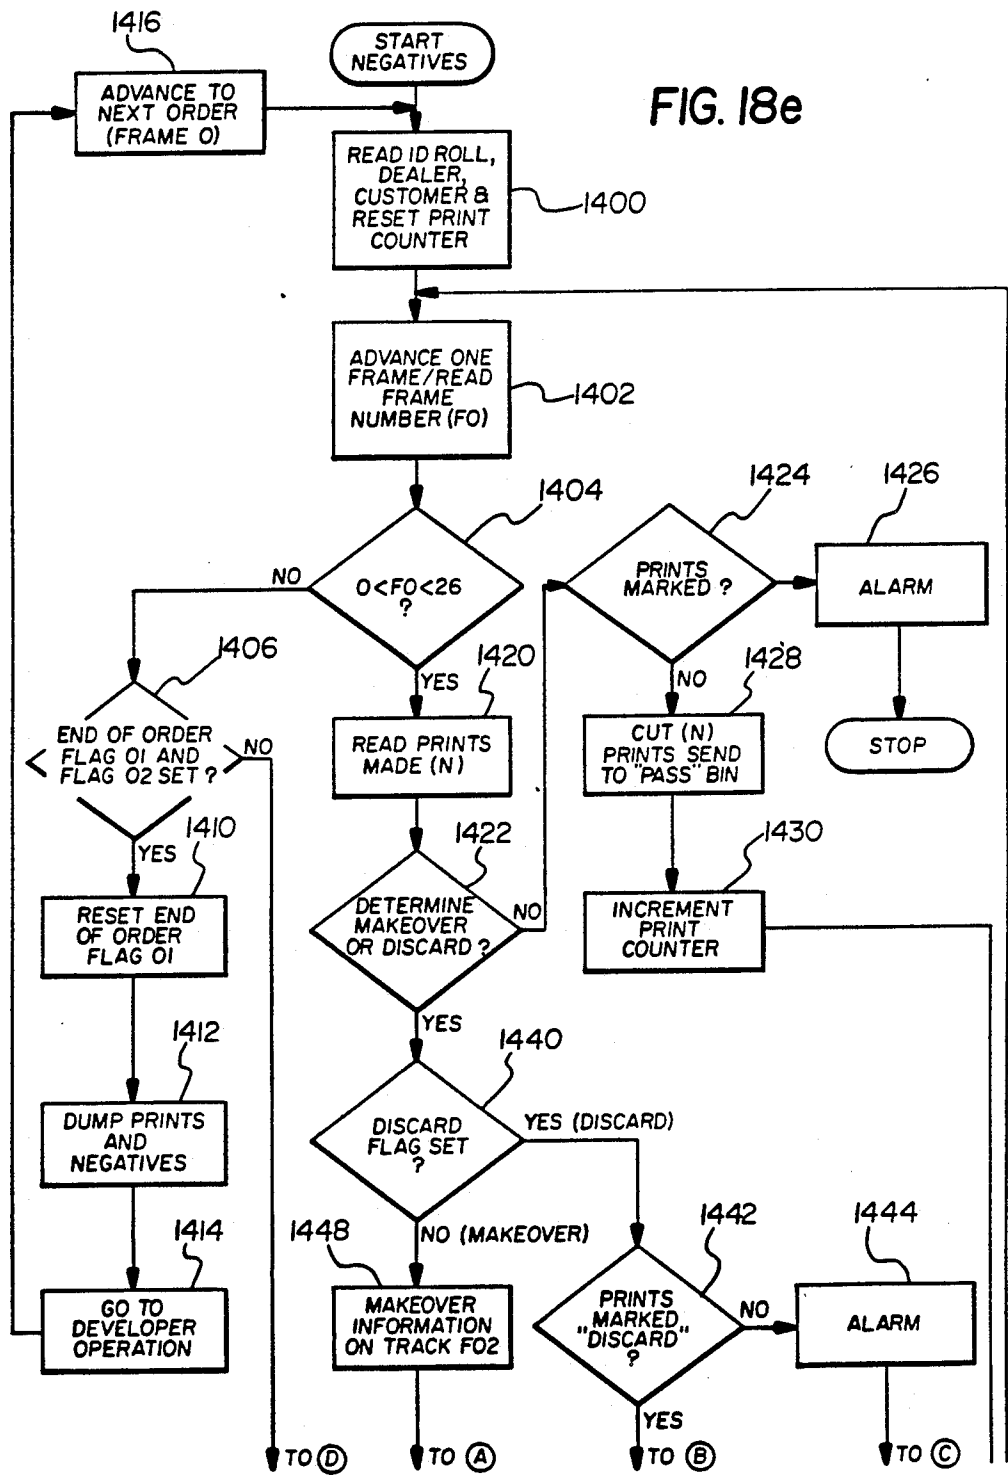 1416
START
NEGATIVES
FIG. 18e
ADVANCE TO
NEXT ORDER
(FRAME 0)
READ ID ROLL,
DEALER,
CUSTOMER &
RESET PRINT
COUNTER
1400
ADVANCE ONE
FRAME/READ
FRAME
NUMBER (FO)
1402
1404
0<FO<26
?
NO
YES
1424
PRINTS
MARKED ?
1426
ALARM
STOP
1406
END OF ORDER
FLAG 01 AND
FLAG 02 SET ?
NO
YES
1420
READ PRINTS
MADE (N)
NO
1428
CUT (N)
PRINTS SEND
TO "PASS" BIN
1430
INCREMENT
PRINT
COUNTER
1410
RESET END
OF ORDER
FLAG 01
1422
DETERMINE
MAKEOVER
OR DISCARD ?
NO
YES
1412
DUMP PRINTS
AND
NEGATIVES
1440
DISCARD
FLAG SET
?
YES (DISCARD)
NO (MAKEOVER)
1414
GO TO
DEVELOPER
OPERATION
1448
MAKEOVER
INFORMATION
ON TRACK FO2
1442
PRINTS
MARKED
"DISCARD"
?
NO
YES
1444
ALARM
TO D
TO A
TO B
TO C